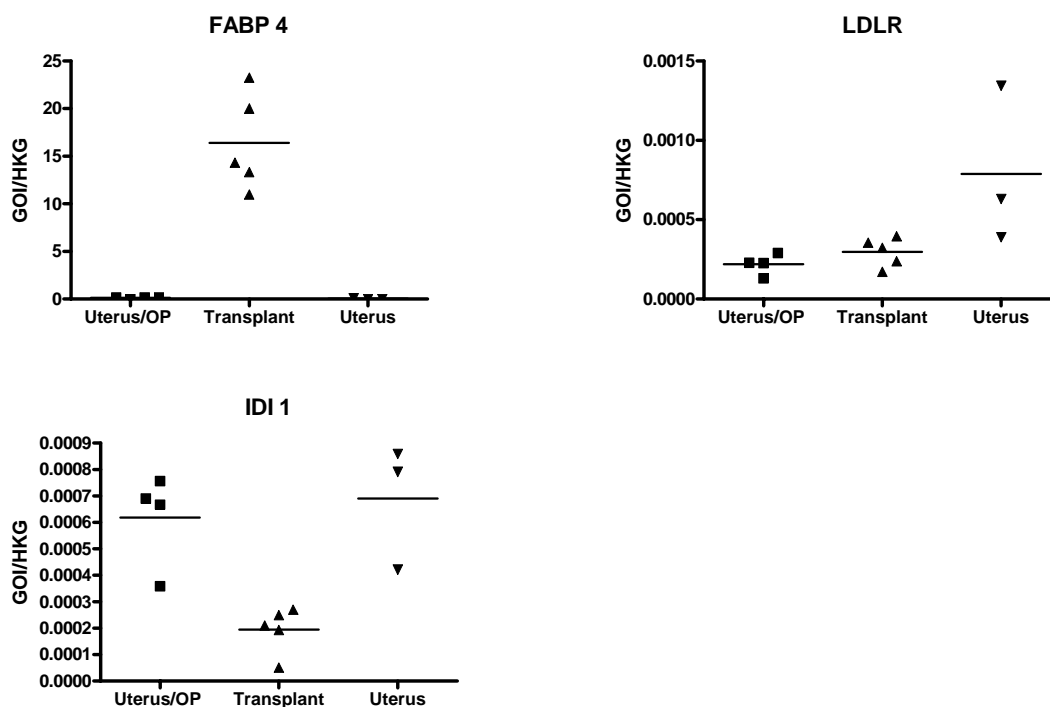 FABP 4
GOI/HKG
25
20
15
10
5
0
Uterus/OP Transplant Uterus
LDLR
GOI/HKG
0.0015
0.0010
0.0005
0.0000
Uterus/OP Transplant Uterus
IDI 1
GOI/HKG
0.0009
0.0008
0.0007
0.0006
0.0005
0.0004
0.0003
0.0002
0.0001
0.0000
Uterus/OP Transplant Uterus